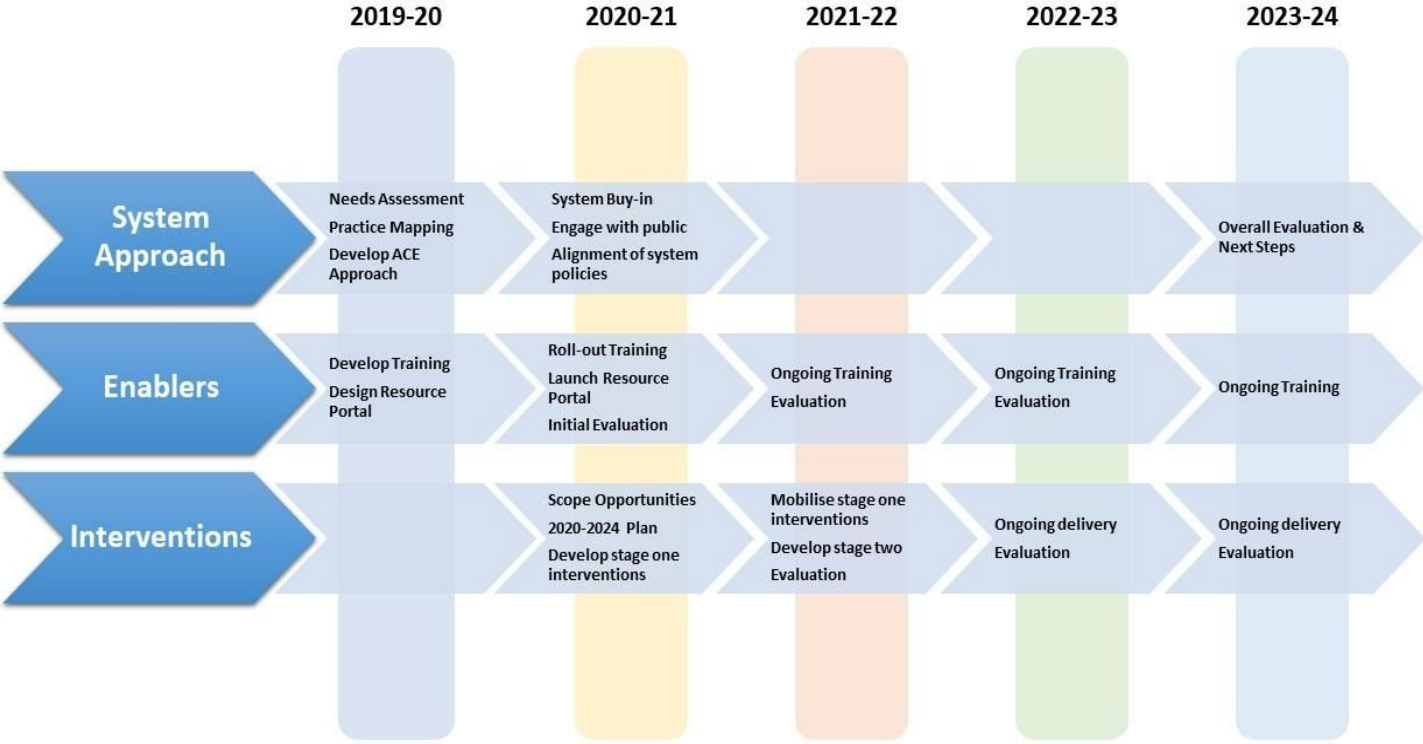 2019-20
2020-21
2021-22
2022-23
2023-24
System
Approach
Needs Assessment
Practice Mapping
Develop ACE
Approach
System Buy-in
Engage with public
Alignment of system
policies
Overall Evaluation &
Next Steps
Enablers
Develop Training
Design Resource
Portal
Roll-out Training
Launch Resource
Portal
Initial Evaluation
Ongoing Training
Evaluation
Ongoing Training
Evaluation
Ongoing Training
Interventions
Scope Opportunities
2020-2024 Plan
Develop stage one
interventions
Mobilise stage one
interventions
Develop stage two
Evaluation
Ongoing delivery
Evaluation
Ongoing delivery
Evaluation